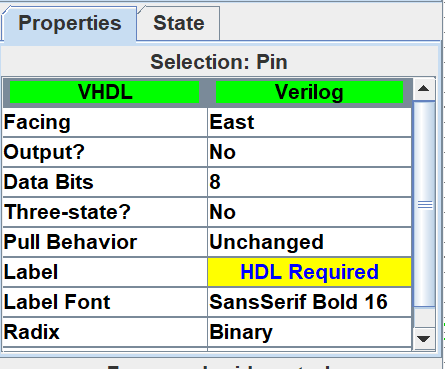 Properties State
Selection: Pin
VHDL Verilog
Facing East
Output? No
Data Bits 8
Three-state? No
Pull Behavior Unchanged
Label HDL Required
Label Font SansSerif Bold 16
Radix Binary